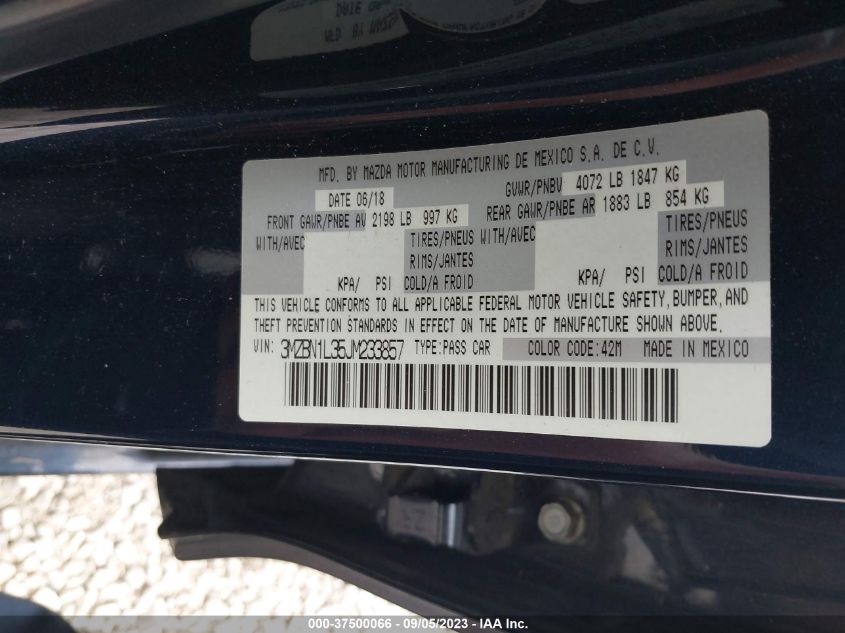 MFD. BY MAZDA MOTOR MANUFACTURING DE MEXICO S.A. DE C.V.
DATE 06/18 GVWR/PNBV 4072 LB 1847 KG
FRONT GAWR/PNBE AV 2198 LB 997 KG REAR GAWR/PNBE AR 1883 LB 854 KG
WITH/AVEC TIRES/PNEUS WITH/AVEC TIRES/PNEUS
RIMS/JANTES RIMS/JANTES
KPA/ PSI COLD/A FROID KPA/ PSI COLD/A FROID
THIS VEHICLE CONFORMS TO ALL APPLICABLE FEDERAL MOTOR VEHICLE SAFETY, BUMPER, AND
THEFT PREVENTION STANDARDS IN EFFECT ON THE DATE OF MANUFACTURE SHOWN ABOVE.
VIN: 3MZBN1L35JM233857 TYPE:PASS CAR COLOR CODE:42M MADE IN MEXICO
000-37500066 - 09/05/2023 - IAA Inc.